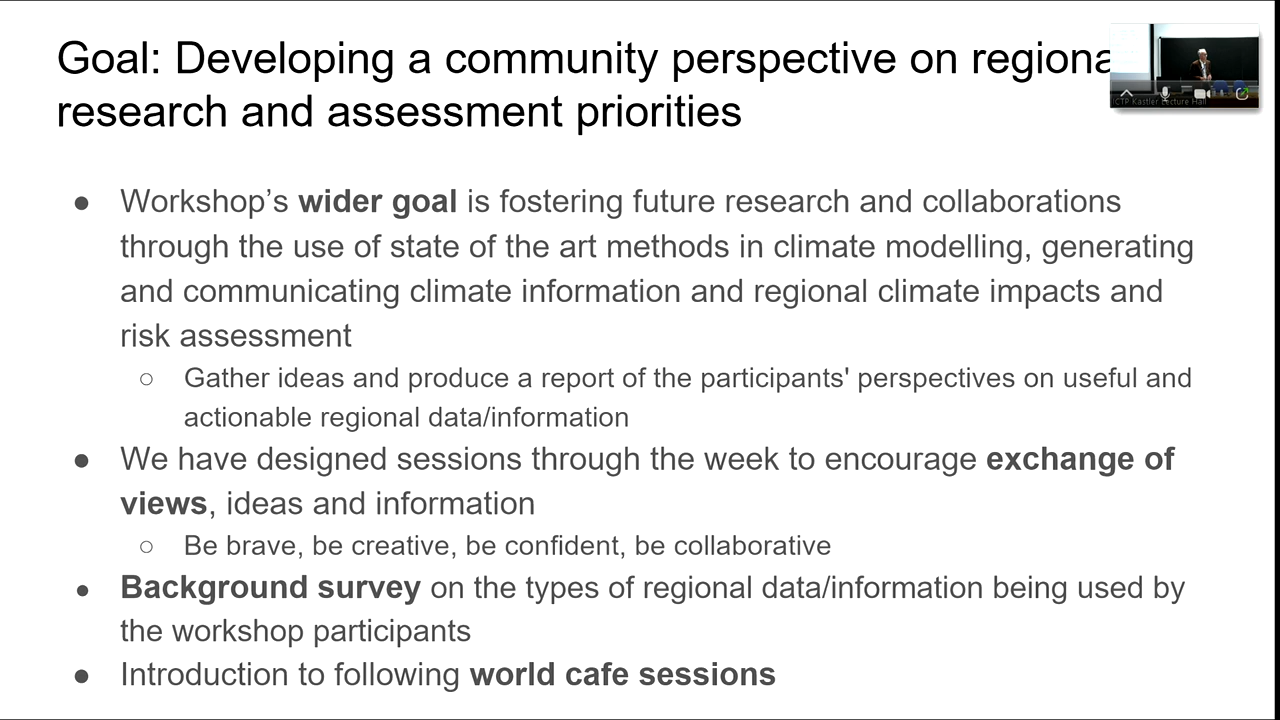 Goal: Developing a community perspective on regiona
research and assessment priorities
ICTP Kastler Lecture Hall
● Workshop’s wider goal is fostering future research and collaborations
through the use of state of the art methods in climate modelling, generating
and communicating climate information and regional climate impacts and
risk assessment
○ Gather ideas and produce a report of the participants' perspectives on useful and
actionable regional data/information
● We have designed sessions through the week to encourage exchange of
views, ideas and information
○ Be brave, be creative, be confident, be collaborative
● Background survey on the types of regional data/information being used by
the workshop participants
● Introduction to following world cafe sessions